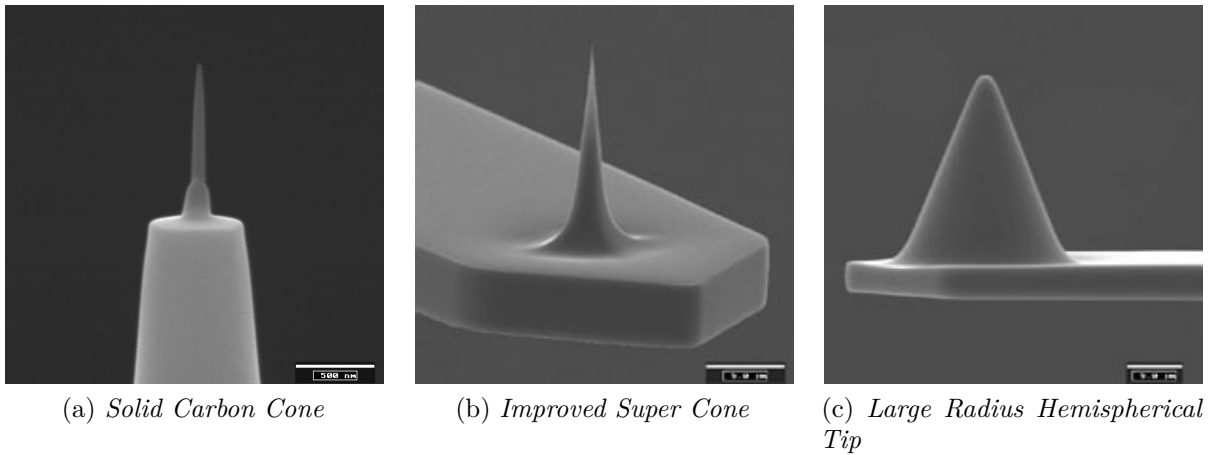 500 nm
(a) Solid Carbon Cone
(b) Improved Super Cone
(c) Large Radius Hemispherical
Tip